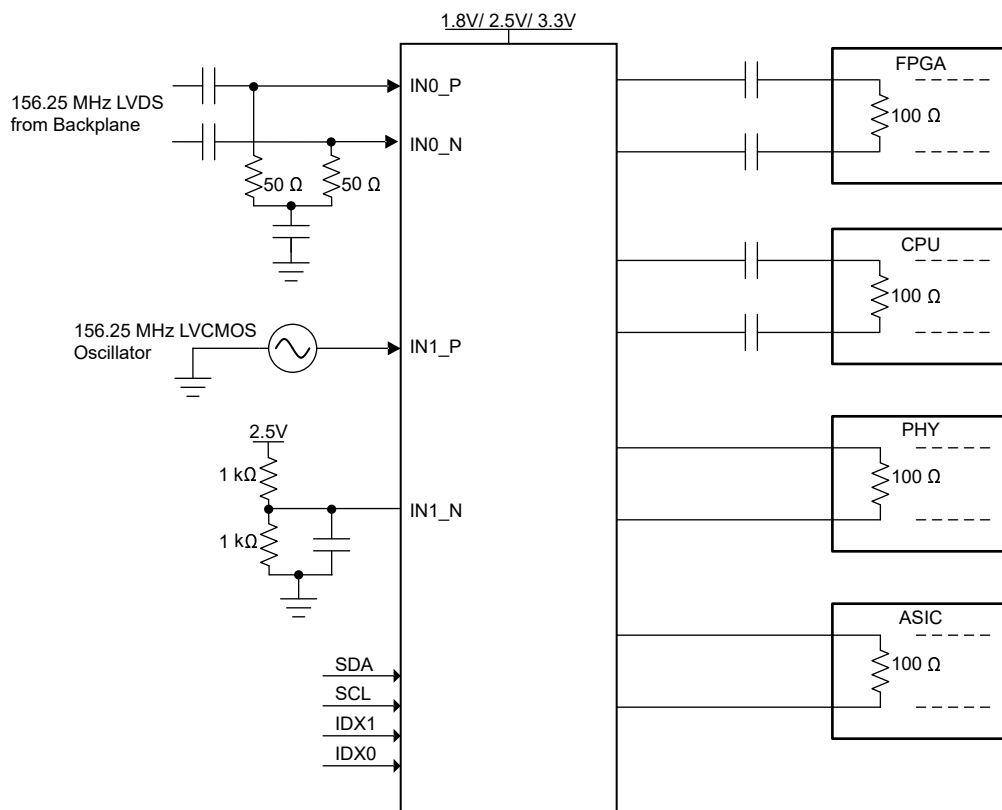 1.8V/ 2.5V/ 3.3V
156.25 MHz LVDS
from Backplane
IN0_P
IN0_N
50 Ω
50 Ω
156.25 MHz LVCMOS
Oscillator
IN1_P
2.5V
1 kΩ
1 kΩ
IN1_N
SDA
SCL
IDX1
IDX0
FPGA
100 Ω
CPU
100 Ω
PHY
100 Ω
ASIC
100 Ω